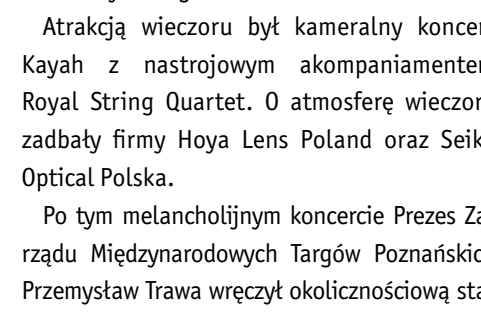 Atrakcją wieczoru był kameralny koncer
Kayah z nastrojowym akompaniamente
Royal String Quartet. O atmosferę wieczor
zadbały firmy Hoya Lens Poland oraz Seik
Optical Polska.
Po tym melancholijnym koncercie Prezes Za
rządu Międzynarodowych Targów Poznańskic
Przemysław Trawa wręczył okolicznościową sta